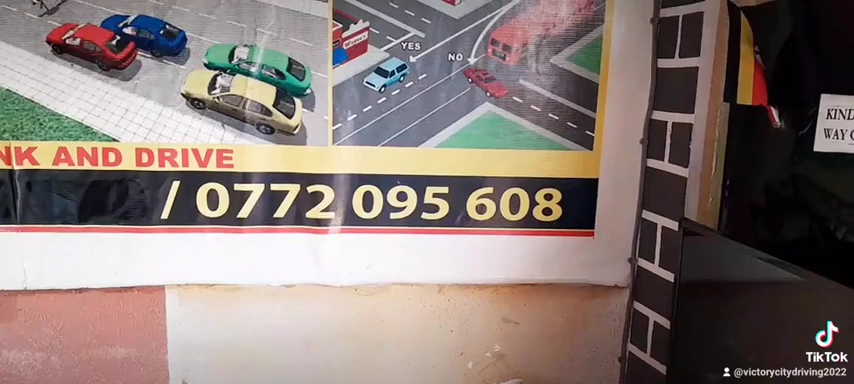 YES
NO
NK AND DRIVE
/ 0772 095 608
KIND
WAY
TikTok
@victorycitydriving2022